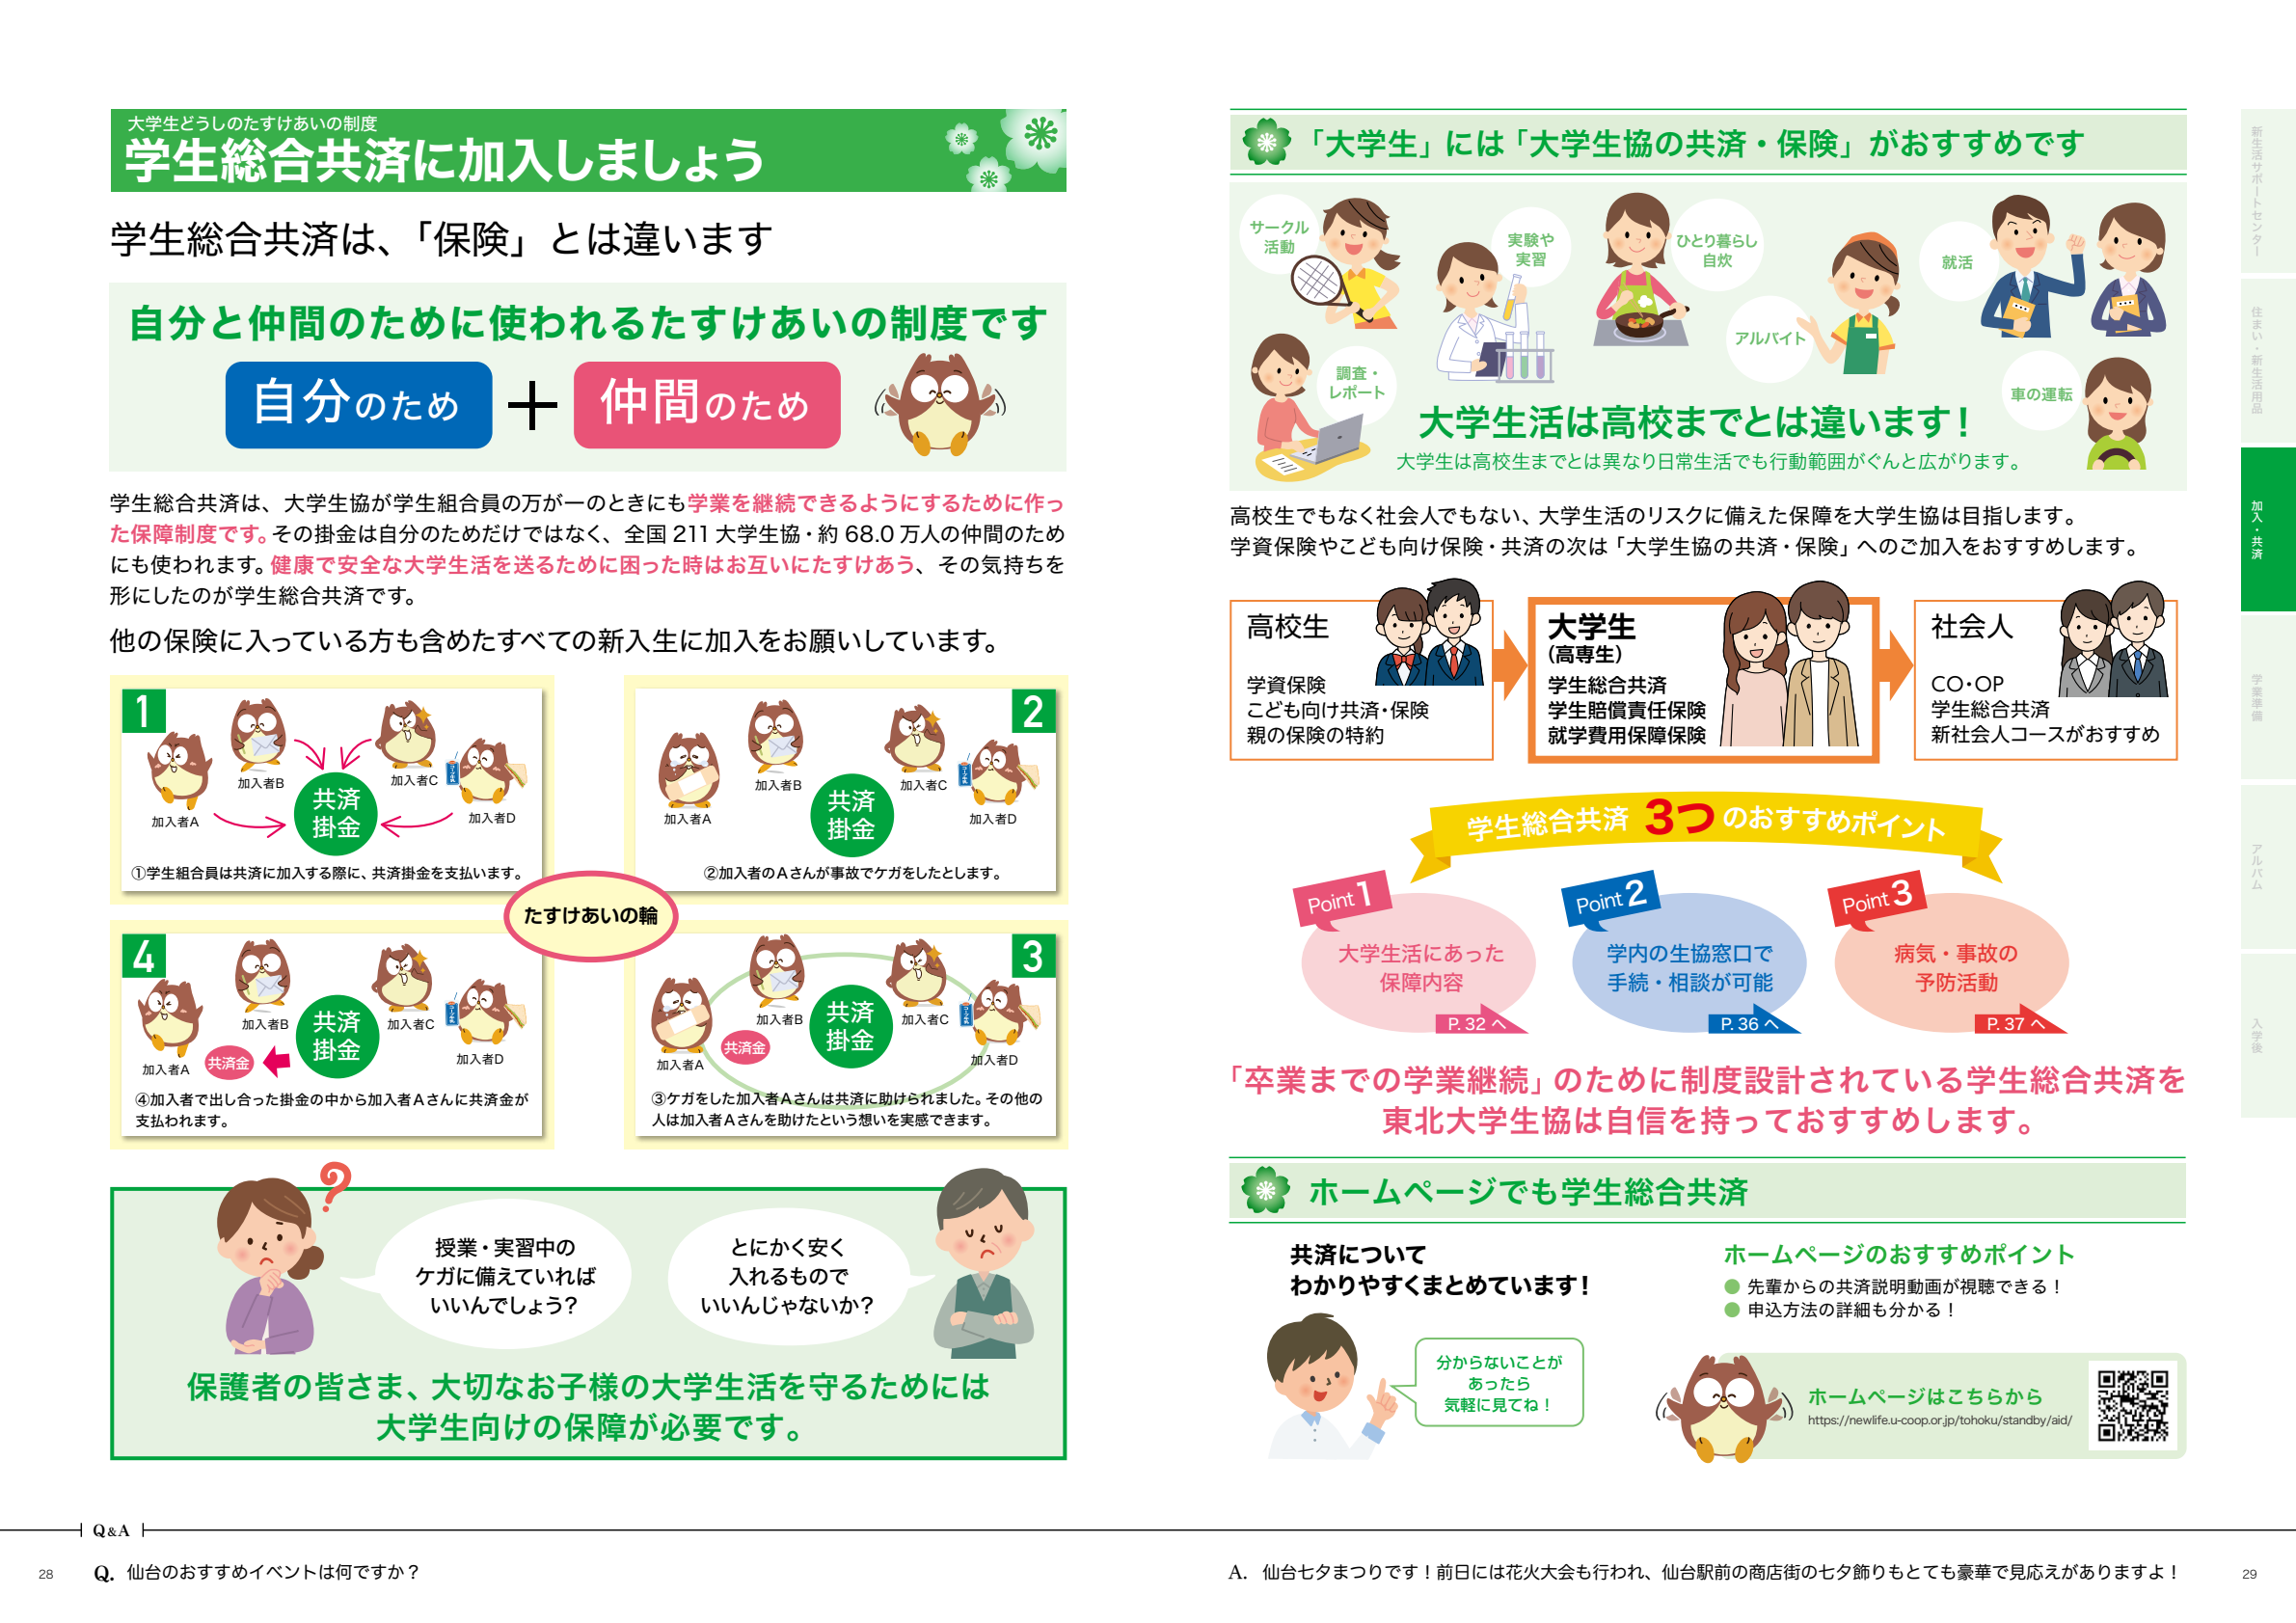 大学生どうしのたすけあいの制度
学生総合共済に加入しましょう
学生総合共済は、「保険」とは違います
自分と仲間のために使われるたすけあいの制度です
自分のため + 仲間のため
学生総合共済は、大学生協が学生組合員の万が一のときにも学業を継続できるようにするために作っ
た保障制度です。その掛金は自分のためだけではなく、全国 211 大学生協・約 68.0 万人の仲間のため
にも使われます。健康で安全な大学生活を送るために困った時はお互いにたすけあう、その気持ちを
形にしたのが学生総合共済です。
他の保険に入っている方も含めたすべての新入生に加入をお願いしています。
1
加入者A
加入者B
共済
掛金
加入者C
加入者D
①学生組合員は共済に加入する際に、共済掛金を支払います。
2
加入者A
加入者B
共済
掛金
加入者C
加入者D
②加入者のAさんが事故でケガをしたとします。
たすけあいの輪
4
加入者A
加入者B
共済金
共済
掛金
加入者C
加入者D
④加入者で出し合った掛金の中から加入者Aさんに共済金が
支払われます。
3
加入者A
加入者B
共済金
共済
掛金
加入者C
加入者D
③ケガをした加入者Aさんは共済に助けられました。その他の
人は加入者Aさんを助けたという想いを実感できます。
?
授業・実習中の
ケガに備えていれば
いいんでしょう?
とにかく安く
入れるもので
いいんじゃないか?
保護者の皆さま、大切なお子様の大学生活を守るためには
大学生向けの保障が必要です。
「大学生」には「大学生協の共済・保険」がおすすめです
サークル
活動
実験や
実習
ひとり暮らし
自炊
アルバイト
就活
調査・
レポート
車の運転
大学生活は高校までとは違います!
大学生は高校生までとは異なり日常生活でも行動範囲がぐんと広がります。
高校生でもなく社会人でもない、大学生活のリスクに備えた保障を大学生協は目指します。
学資保険やこども向け保険・共済の次は「大学生協の共済・保険」へのご加入をおすすめします。
高校生
学資保険
こども向け共済・保険
親の保険の特約
大学生
(高専生)
学生総合共済
学生賠償責任保険
就学費用保障保険
社会人
CO・OP
学生総合共済
新社会人コースがおすすめ
学生総合共済 3つのおすすめポイント
Point 1
大学生活にあった
保障内容
P. 32 へ
Point 2
学内の生協窓口で
手続・相談が可能
P. 36 へ
Point 3
病気・事故の
予防活動
P. 37 へ
「卒業までの学業継続」のために制度設計されている学生総合共済を
東北大学生協は自信を持っておすすめします。
ホームページでも学生総合共済
共済について
わかりやすくまとめています!
分からないことが
あったら
気軽に見てね!
ホームページのおすすめポイント
● 先輩からの共済説明動画が視聴できる!
● 申込方法の詳細も分かる!
ホームページはこちらから
https://newlife.u-coop.or.jp/tohoku/standby/aid/
新生活サポートセンター
住まい・新生活用品
加入・共済
学業準備
アルバム
入学後
Q&A
28
Q. 仙台のおすすめイベントは何ですか?
A. 仙台七夕まつりです!前日には花火大会も行われ、仙台駅前の商店街の七夕飾りもとても豪華で見応えがありますよ!
29